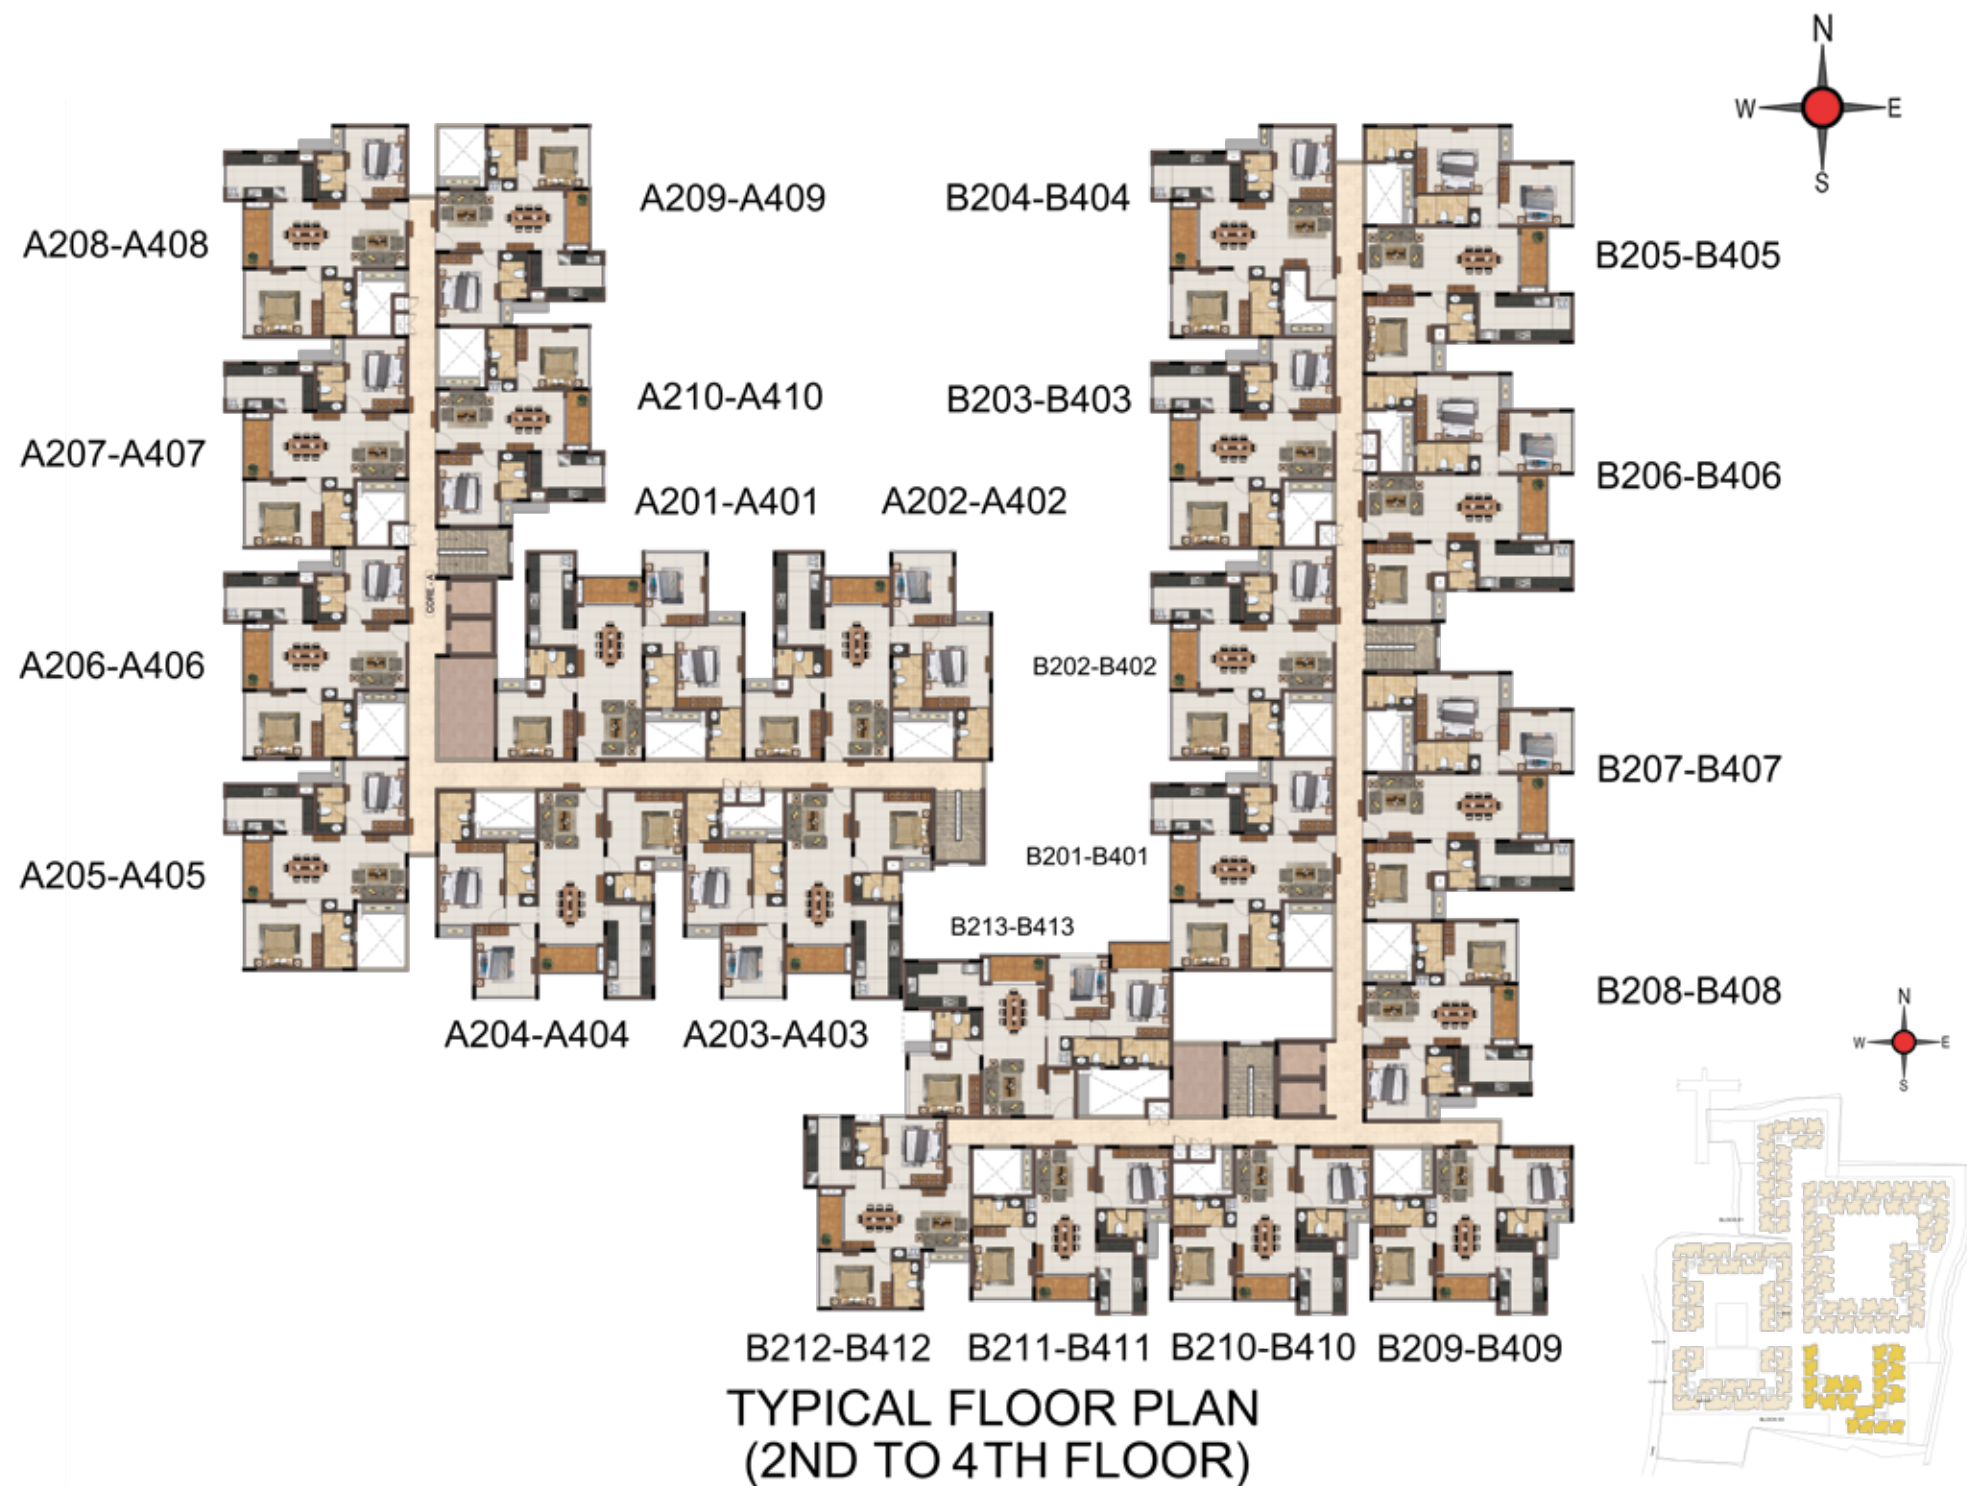 N
W E
S
A209-A409
B204-B404
A208-A408
B205-B405
A210-A410
B203-B403
A207-A407
B206-B406
A201-A401
A202-A402
CORE - A
A206-A406
B202-B402
B207-B407
A205-A405
B201-B401
B213-B413
B208-B408
A204-A404
A203-A403
N
W E
S
B212-B412
B211-B411
B210-B410
B209-B409
TYPICAL FLOOR PLAN
(2ND TO 4TH FLOOR)